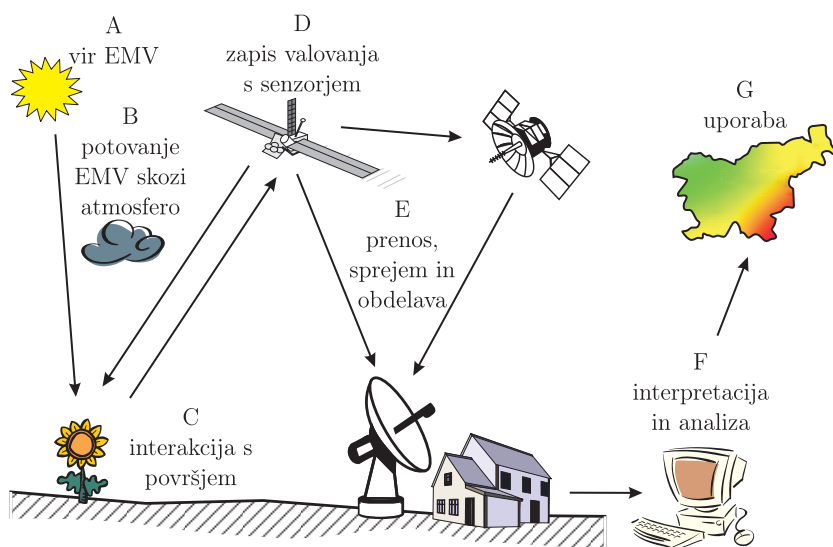 A
vir EMV
B
potovanje
EMV skozi
atmosfero
C
interakcija s
površjem
D
zapis valovanja
s senzorjem
E
prenos,
sprejem in
obdelava
F
interpretacija
in analiza
G
uporaba